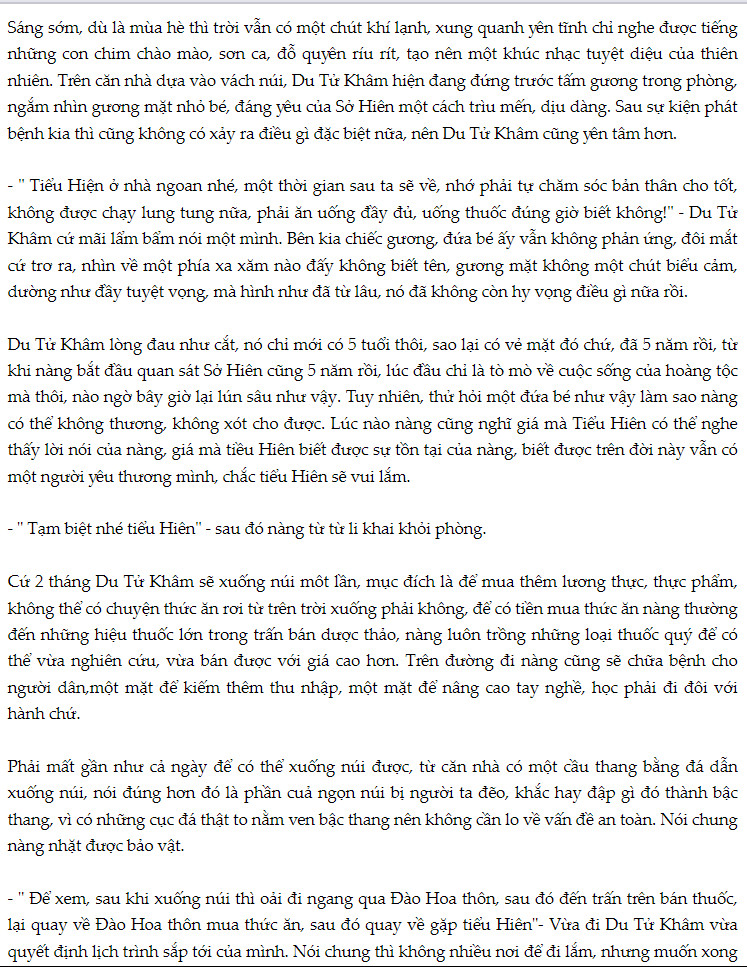 Sáng sớm, dù là mùa hè thì trời vẫn có một chút khí lạnh, xung quanh yên tĩnh chỉ nghe được tiếng
những con chim chào mào, sơn ca, đỗ quyên ríu rít, tạo nên một khúc nhạc tuyệt diệu của thiên
nhiên. Trên căn nhà dựa vào vách núi, Du Tử Khâm hiện đang đứng trước tấm gương trong phòng,
ngắm nhìn gương mặt nhỏ bé, đáng yêu của Sở Hiên một cách trìu mến, dịu dàng. Sau sự kiện phát
bệnh kia thì cũng không có xảy ra điều gì đặc biệt nữa, nên Du Tử Khâm cũng yên tâm hơn.
- " Tiểu Hiện ở nhà ngoan nhé, một thời gian sau ta sẽ về, nhớ phải tự chăm sóc bản thân cho tốt,
không được chạy lung tung nữa, phải ăn uống đầy đủ, uống thuốc đúng giờ biết không!" - Du Tử
Khâm cứ mãi lẩm bẩm nói một mình. Bên kia chiếc gương, đứa bé ấy vẫn không phản ứng, đôi mắt
cứ trơ ra, nhìn về một phía xa xăm nào đấy không biết tên, gương mặt không một chút biểu cảm,
dường như đầy tuyệt vọng, mà hình như đã từ lâu, nó đã không còn hy vọng điều gì nữa rồi.
Du Tử Khâm lòng đau như cắt, nó chỉ mới có 5 tuổi thôi, sao lại có vẻ mặt đó chứ, đã 5 năm rồi, từ
khi nàng bắt đầu quan sát Sở Hiên cũng 5 năm rồi, lúc đầu chỉ là tò mò về cuộc sống của hoàng tộc
mà thôi, nào ngờ bây giờ lại lún sâu như vậy. Tuy nhiên, thử hỏi một đứa bé như vậy làm sao nàng
có thể không thương, không xót cho được. Lúc nào nàng cũng nghĩ giá mà Tiểu Hiên có thể nghe
thấy lời nói của nàng, giá mà tiều Hiên biết được sự tồn tại của nàng, biết được trên đời này vẫn có
một người yêu thương mình, chắc tiểu Hiên sẽ vui lắm.
- " Tạm biệt nhé tiểu Hiên" - sau đó nàng từ từ li khai khỏi phòng.
Cứ 2 tháng Du Tử Khâm sẽ xuống núi môt lần, mục đích là để mua thêm lương thực, thực phẩm,
không thể có chuyện thức ăn rơi từ trên trời xuống phải không, để có tiền mua thức ăn nàng thường
đến những hiệu thuốc lớn trong trấn bán dược thảo, nàng luôn trồng những loại thuốc quý để có
thể vừa nghiên cứu, vừa bán được với giá cao hơn. Trên đường đi nàng cũng sẽ chữa bệnh cho
người dân,một mặt để kiếm thêm thu nhập, một mặt để nâng cao tay nghề, học phải đi đôi với
hành chứ.
Phải mất gần như cả ngày để có thể xuống núi được, từ căn nhà có một cầu thang bằng đá dẫn
xuống núi, nói đúng hơn đó là phần cuả ngọn núi bị người ta đẽo, khắc hay đập gì đó thành bậc
thang, vì có những cục đá thật to nằm ven bậc thang nên không cần lo về vấn đề an toàn. Nói chung
nàng nhặt được bảo vật.
- " Để xem, sau khi xuống núi thì oải đi ngang qua Đào Hoa thôn, sau đó đến trấn trên bán thuốc,
lại quay về Đào Hoa thôn mua thức ăn, sau đó quay về gặp tiểu Hiên"- Vừa đi Du Tử Khâm vừa
quyết định lịch trình sắp tới của mình. Nói chung thì không nhiều nơi để đi lắm, nhưng muốn xong